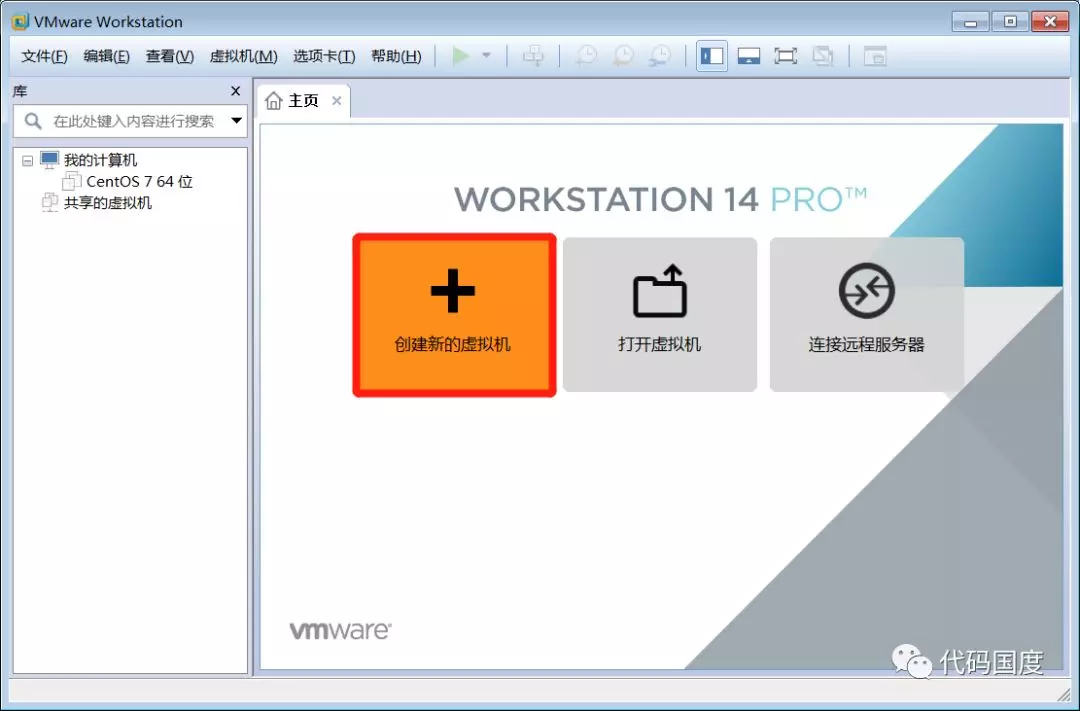 VMware Workstation
文件(F) 编辑(E) 查看(V) 虚拟机(M) 选项卡(T) 帮助(H)
库
主页
在此处键入内容进行搜索
我的计算机
CentOS 7 64 位
共享的虚拟机
WORKSTATION 14 PRO™
创建新的虚拟机 打开虚拟机 连接远程服务器
vmware®
代码国度